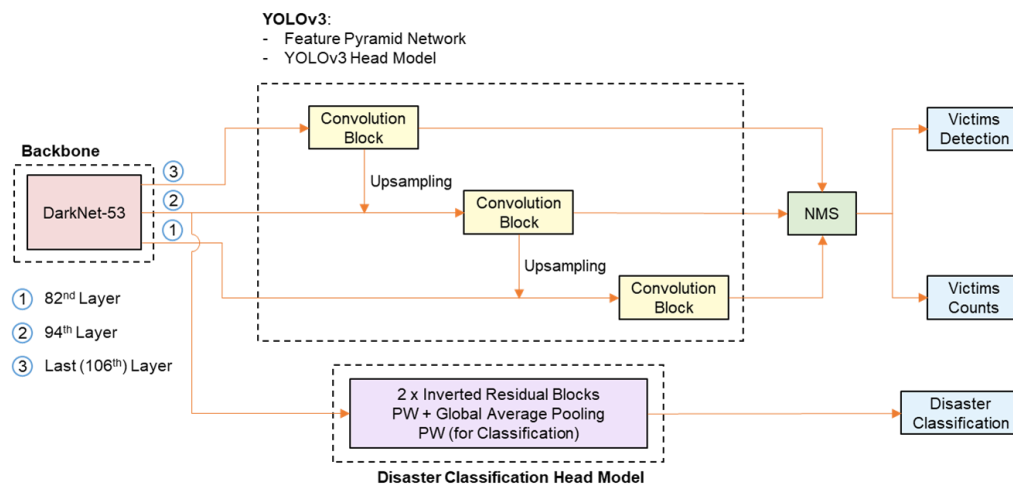 YOLOv3:
- Feature Pyramid Network
- YOLOv3 Head Model
Backbone
DarkNet-53
3
2
1
Convolution
Block
Upsampling
Convolution
Block
Upsampling
Convolution
Block
NMS
Victims
Detection
Victims
Counts
1 82nd Layer
2 94th Layer
3 Last (106th) Layer
2 x Inverted Residual Blocks
PW + Global Average Pooling
PW (for Classification)
Disaster
Classification
Disaster Classification Head Model